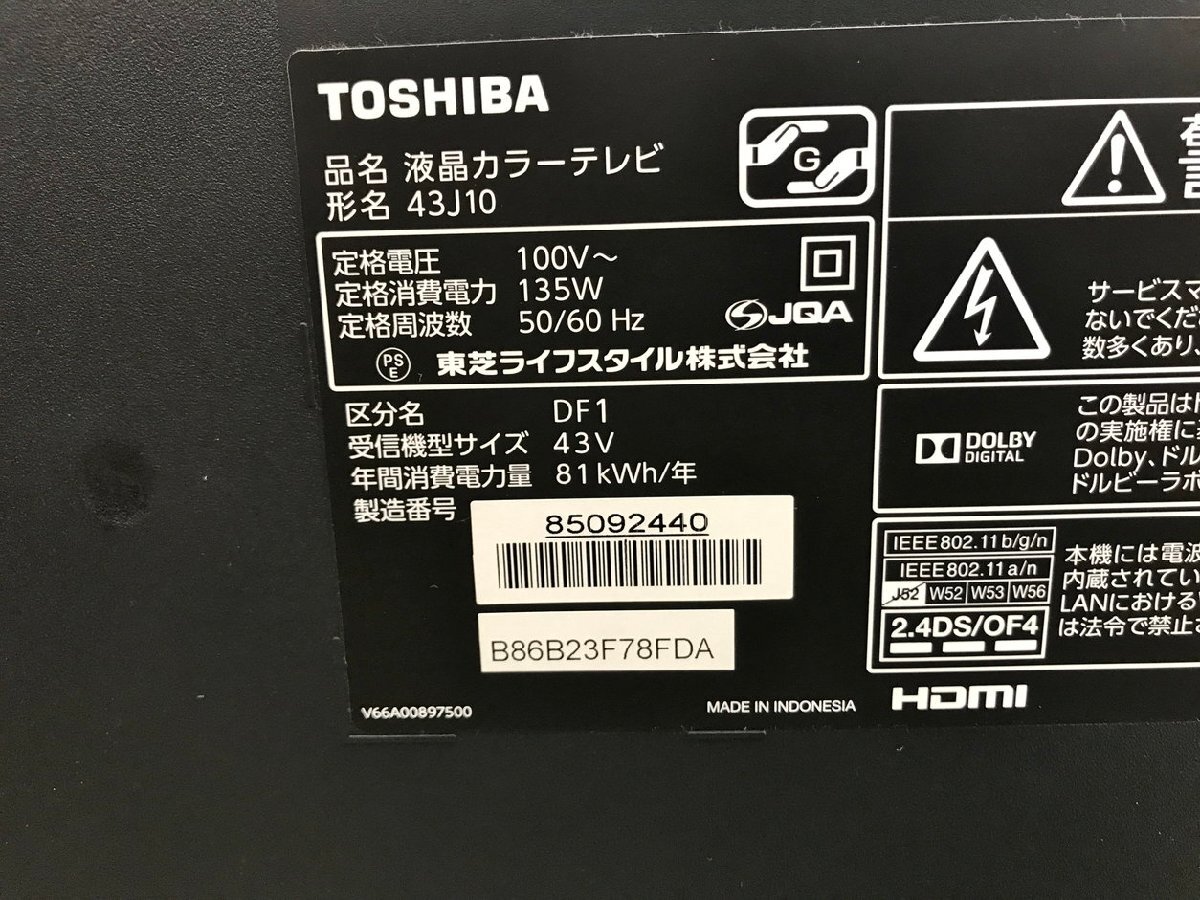 TOSHIBA
品名 液晶カラーテレビ
形名 43J10
G
定格電圧 100V～
定格消費電力 135W
定格周波数 50/60 Hz
JQA
PS
E
東芝ライフスタイル株式会社
区分名 DF1
受信機型サイズ 43V
年間消費電力量 81kWh/年
製造番号
85092440
B86B23F78FDA
V66A00897500
MADE IN INDONESIA
サービスマ
ないでくだ
数多くあり、
DOLBY
DIGITAL
この製品は
の実施権に
Dolby、ドル
ドルビーラボ
IEEE802.11b/g/n
IEEE802.11a/n
J52 W52 W53 W56
2.4DS/OF4
本機には電波
内蔵されてい
LANにおける
は法令で禁止
HDMI